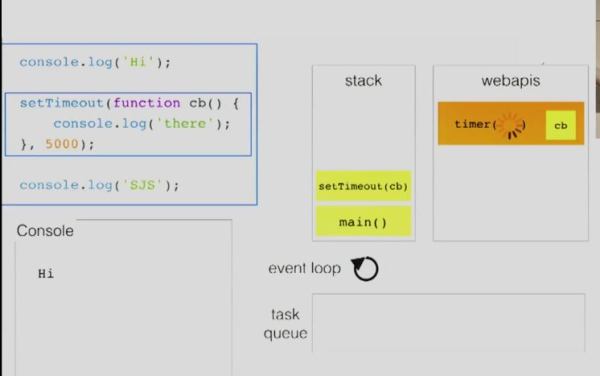 console.log('Hi');
setTimeout(function cb() {
    console.log('there');
}, 5000);
console.log('SJS');
stack
setTimeout(cb)
main()
webapis
timer( )
cb
Console
Hi
event loop
task
queue